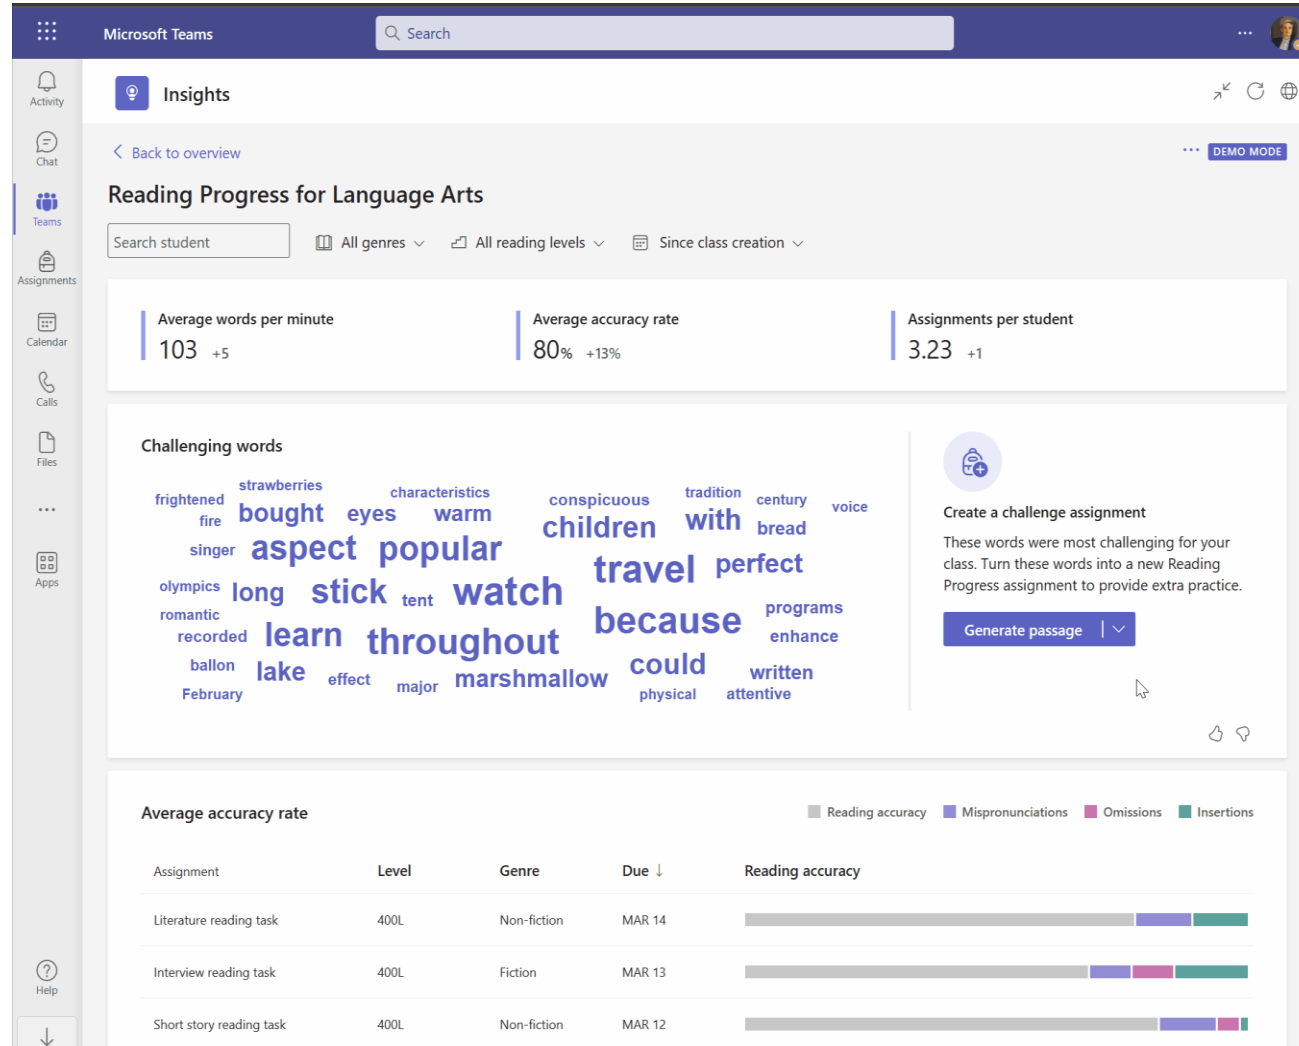 Microsoft Teams
Search
Activity
Chat
Teams
Assignments
Calendar
Calls
Files
Apps
Help
Insights
Back to overview
DEMO MODE
Reading Progress for Language Arts
Search student
All genres
All reading levels
Since class creation
Average words per minute
103 +5
Average accuracy rate
80% +13%
Assignments per student
3.23 +1
Challenging words
strawberries
frightened
characteristics
conspicuous
tradition
century
voice
fire
bought
eyes
warm
children
with
bread
singer
aspect
popular
travel
perfect
olympics
long
stick
tent
watch
romantic
because
programs
recorded
learn
throughout
enhance
ballon
lake
effect
major
marshmallow
could
written
February
physical
attentive
Create a challenge assignment
These words were most challenging for your
class. Turn these words into a new Reading
Progress assignment to provide extra practice.
Generate passage
Average accuracy rate
Reading accuracy Mispronunciations Omissions Insertions
Assignment Level Genre Due ↓ Reading accuracy
Literature reading task 400L Non-fiction MAR 14
Interview reading task 400L Fiction MAR 13
Short story reading task 400L Non-fiction MAR 12